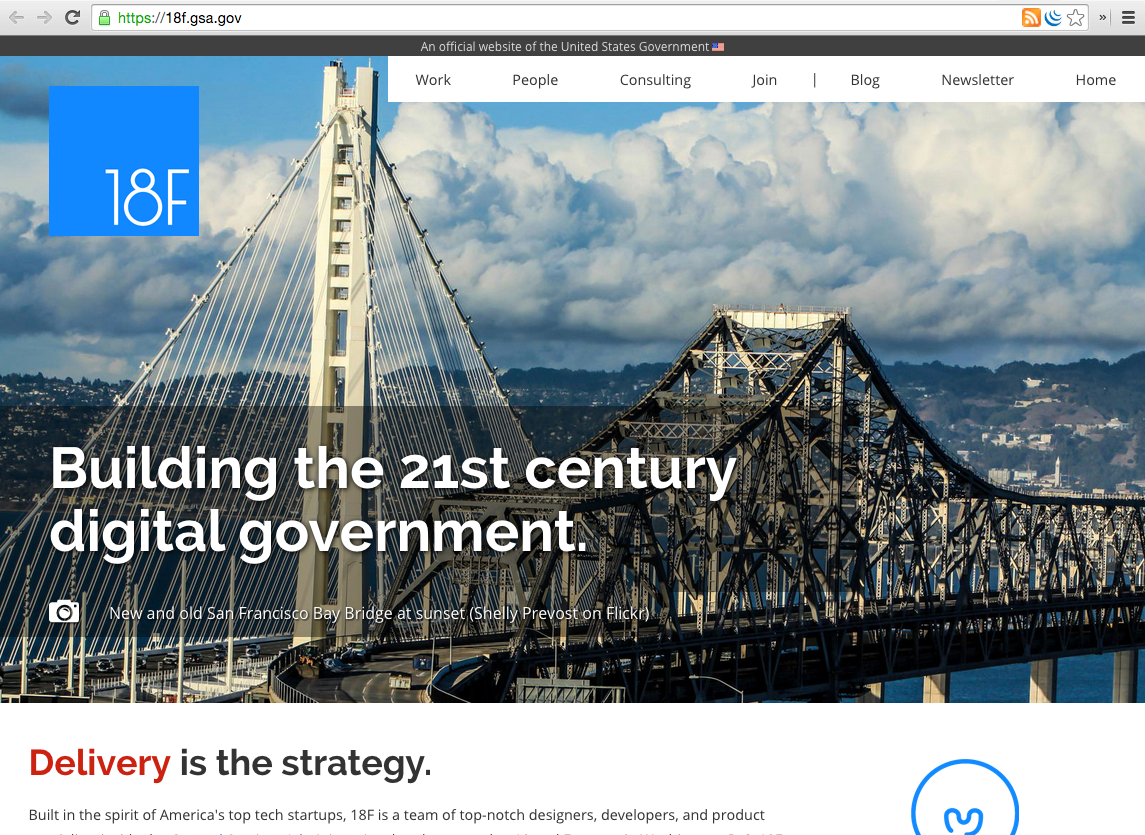 https://18f.gsa.gov
An official website of the United States Government
Work People Consulting Join | Blog Newsletter Home
18F
Building the 21st century
digital government.
New and old San Francisco Bay Bridge at sunset (Shelly Prevost on Flickr)
Delivery is the strategy.
Built in the spirit of America's top tech startups, 18F is a team of top-notch designers, developers, and product